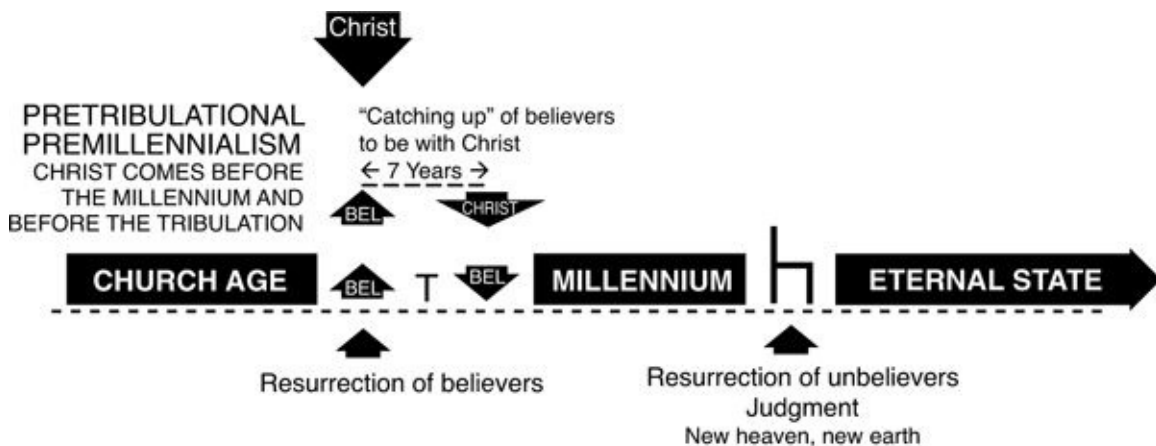 Christ
PRETRIBULATIONAL
PREMILLENNIALISM
CHRIST COMES BEFORE
THE MILLENNIUM AND
BEFORE THE TRIBULATION
“Catching up” of believers
to be with Christ
← 7 Years →
BEL
CHRIST
CHURCH AGE
BEL
T
BEL
MILLENNIUM
ETERNAL STATE
Resurrection of believers
Resurrection of unbelievers
Judgment
New heaven, new earth